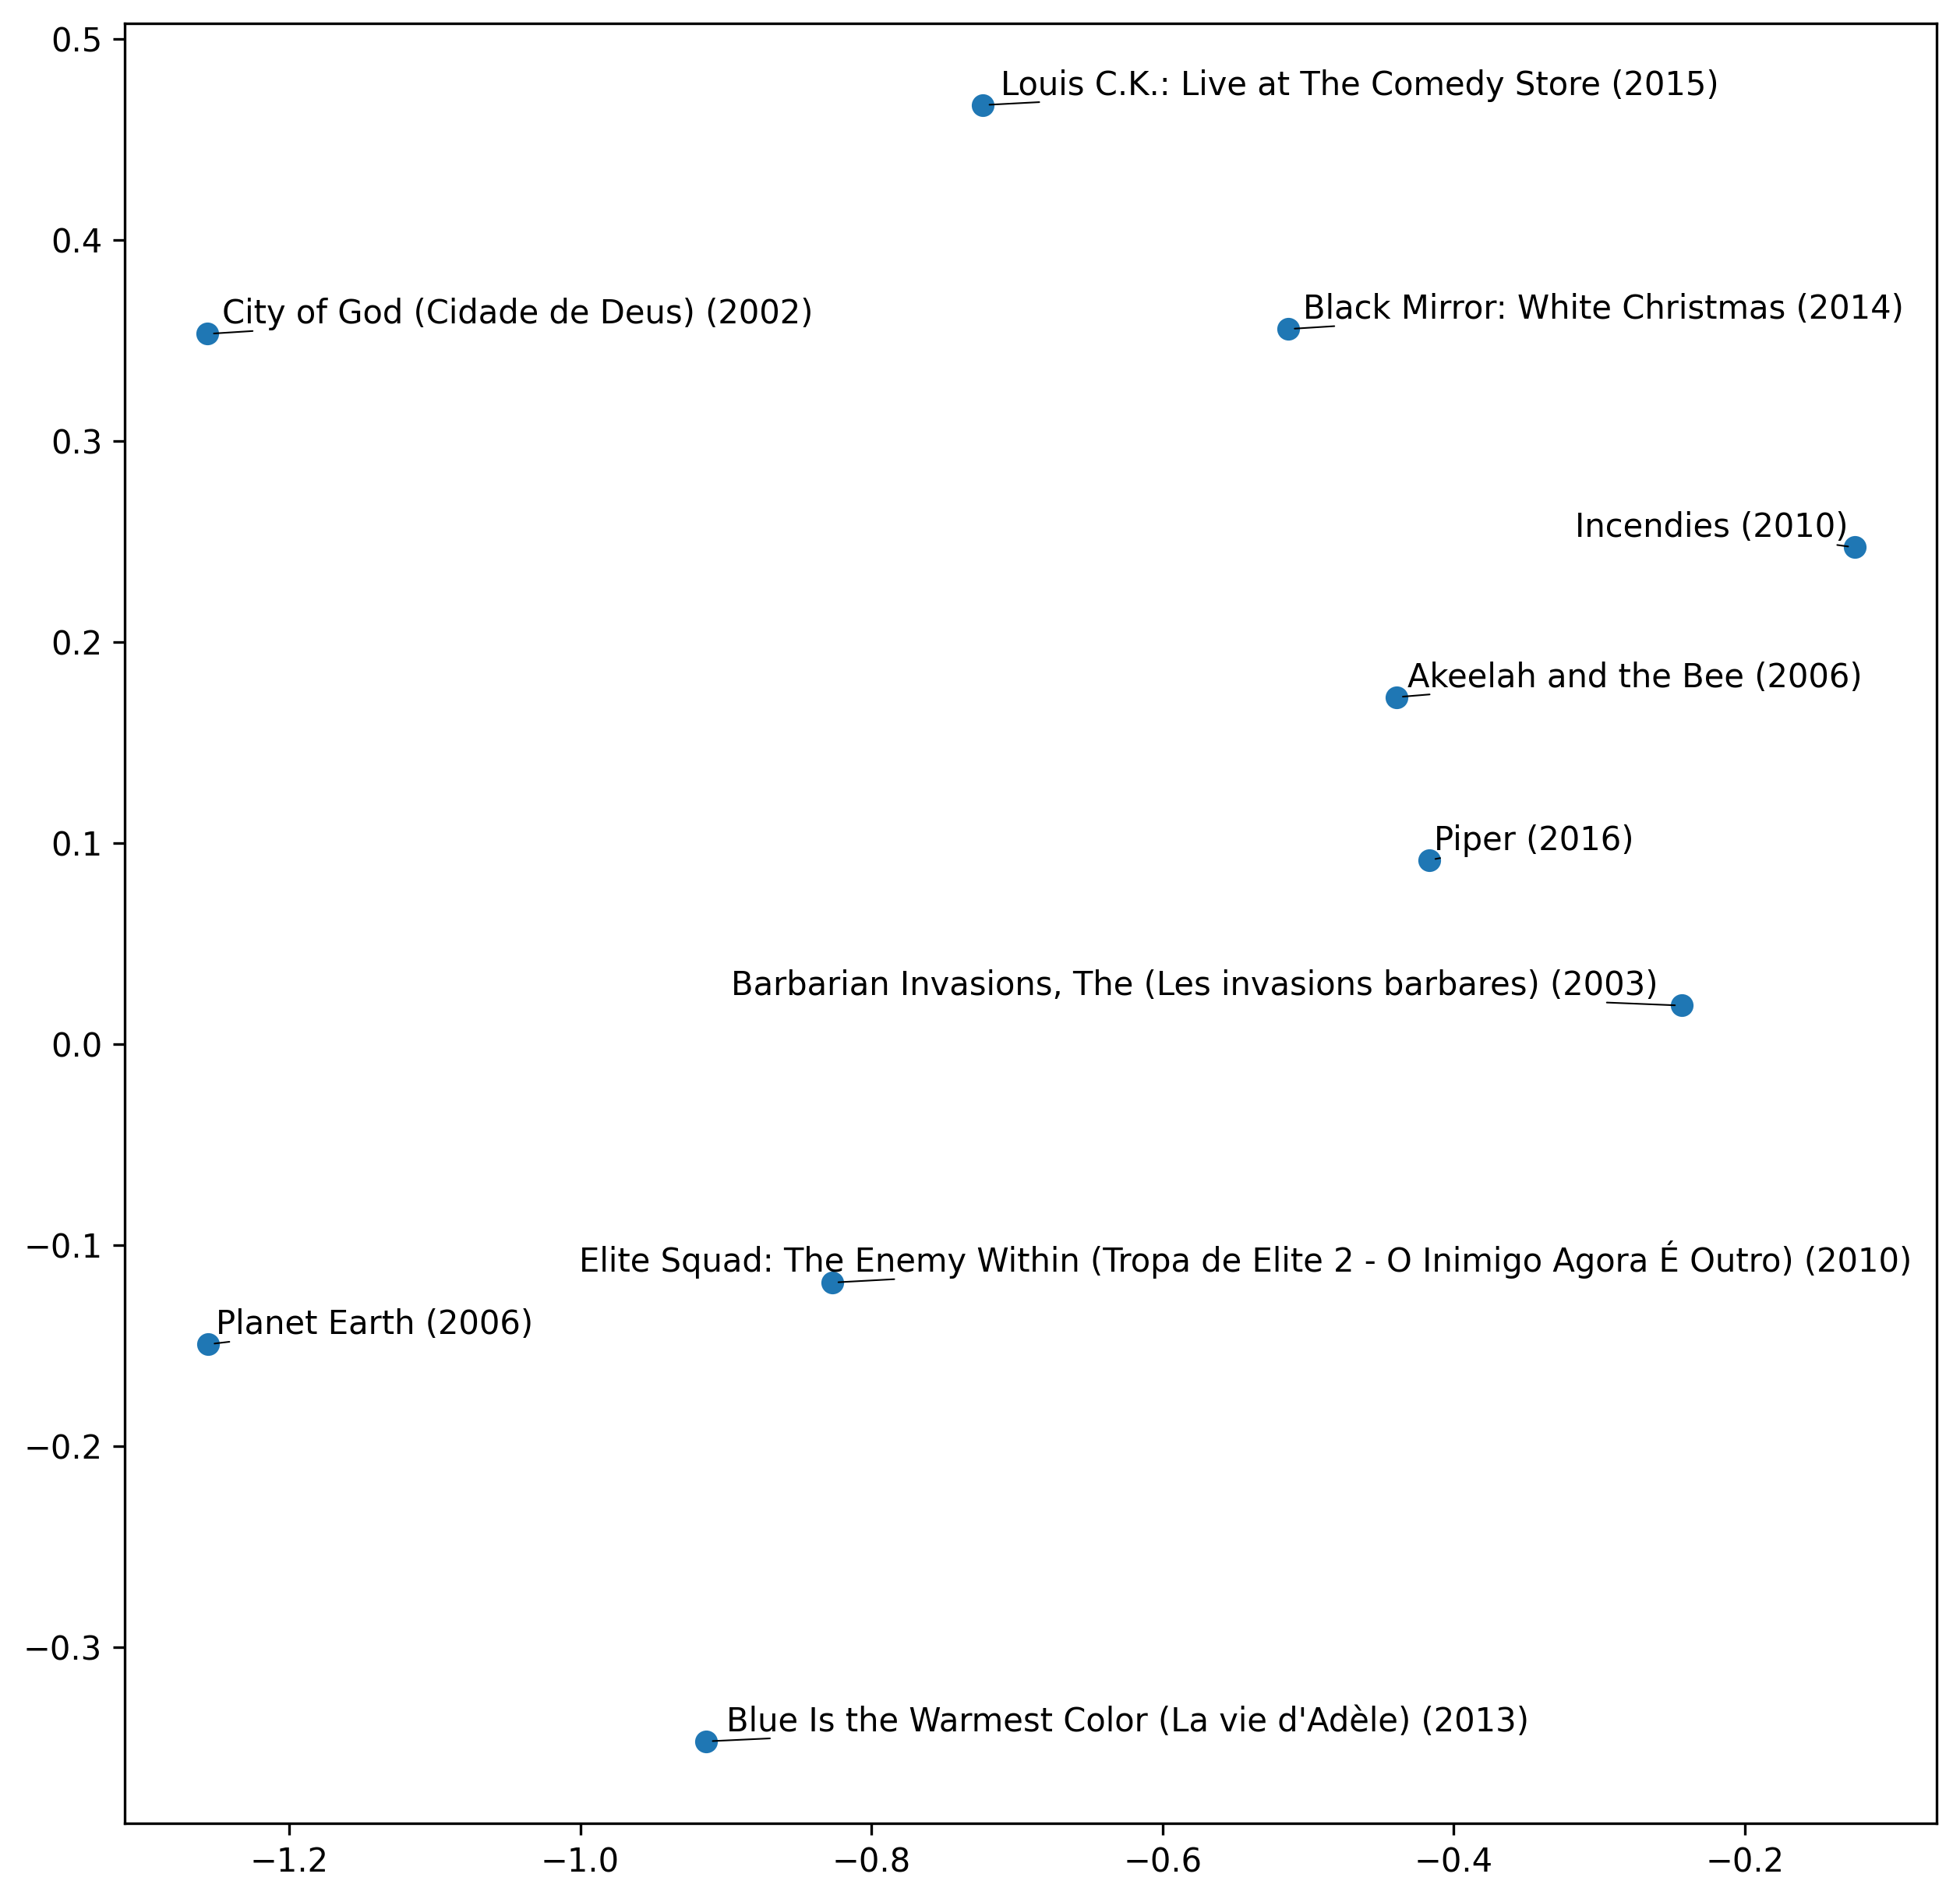 0.5
Louis C.K.: Live at The Comedy Store (2015)
0.4
City of God (Cidade de Deus) (2002)
Black Mirror: White Christmas (2014)
0.3
Incendies (2010)
0.2
Akeelah and the Bee (2006)
0.1
Piper (2016)
Barbarian Invasions, The (Les invasions barbares) (2003)
0.0
−0.1
Elite Squad: The Enemy Within (Tropa de Elite 2 - O Inimigo Agora É Outro) (2010)
Planet Earth (2006)
−0.2
−0.3
Blue Is the Warmest Color (La vie d'Adèle) (2013)
−1.2 −1.0 −0.8 −0.6 −0.4 −0.2